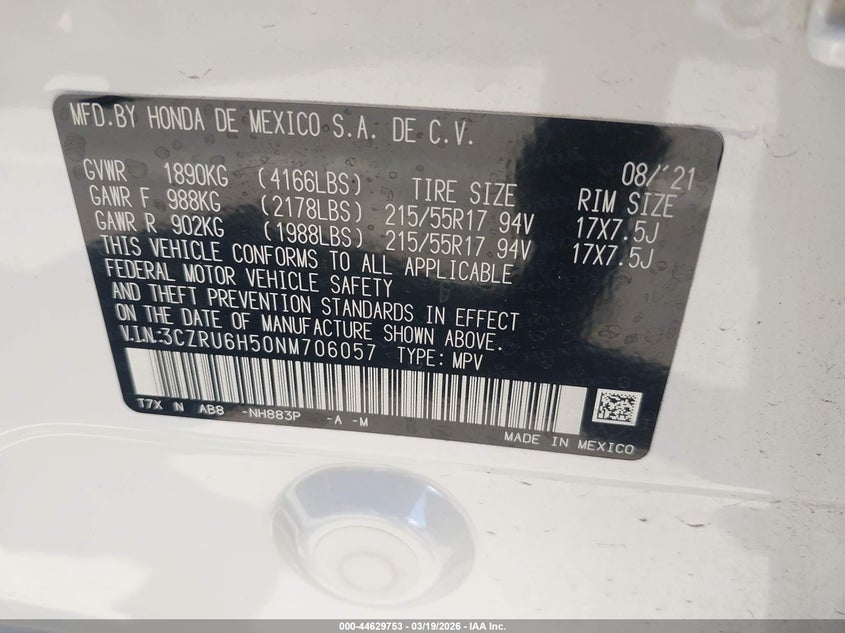 MFD.BY HONDA DE MEXICO S.A. DE C.V.
08/'21
GVWR 1890KG (4166LBS) TIRE SIZE RIM SIZE
GAWR F 988KG (2178LBS) 215/55R17 94V 17X7.5J
GAWR R 902KG (1988LBS) 215/55R17 94V 17X7.5J
THIS VEHICLE CONFORMS TO ALL APPLICABLE
FEDERAL MOTOR VEHICLE SAFETY
AND THEFT PREVENTION STANDARDS IN EFFECT
ON THE DATE OF MANUFACTURE SHOWN ABOVE.
V.I.N:3CZRU6H50NM706057 TYPE: MPV
T7X N AB8 -NH883P -A -M
MADE IN MEXICO
000-44629753 - 03/19/2026 - IAA Inc.